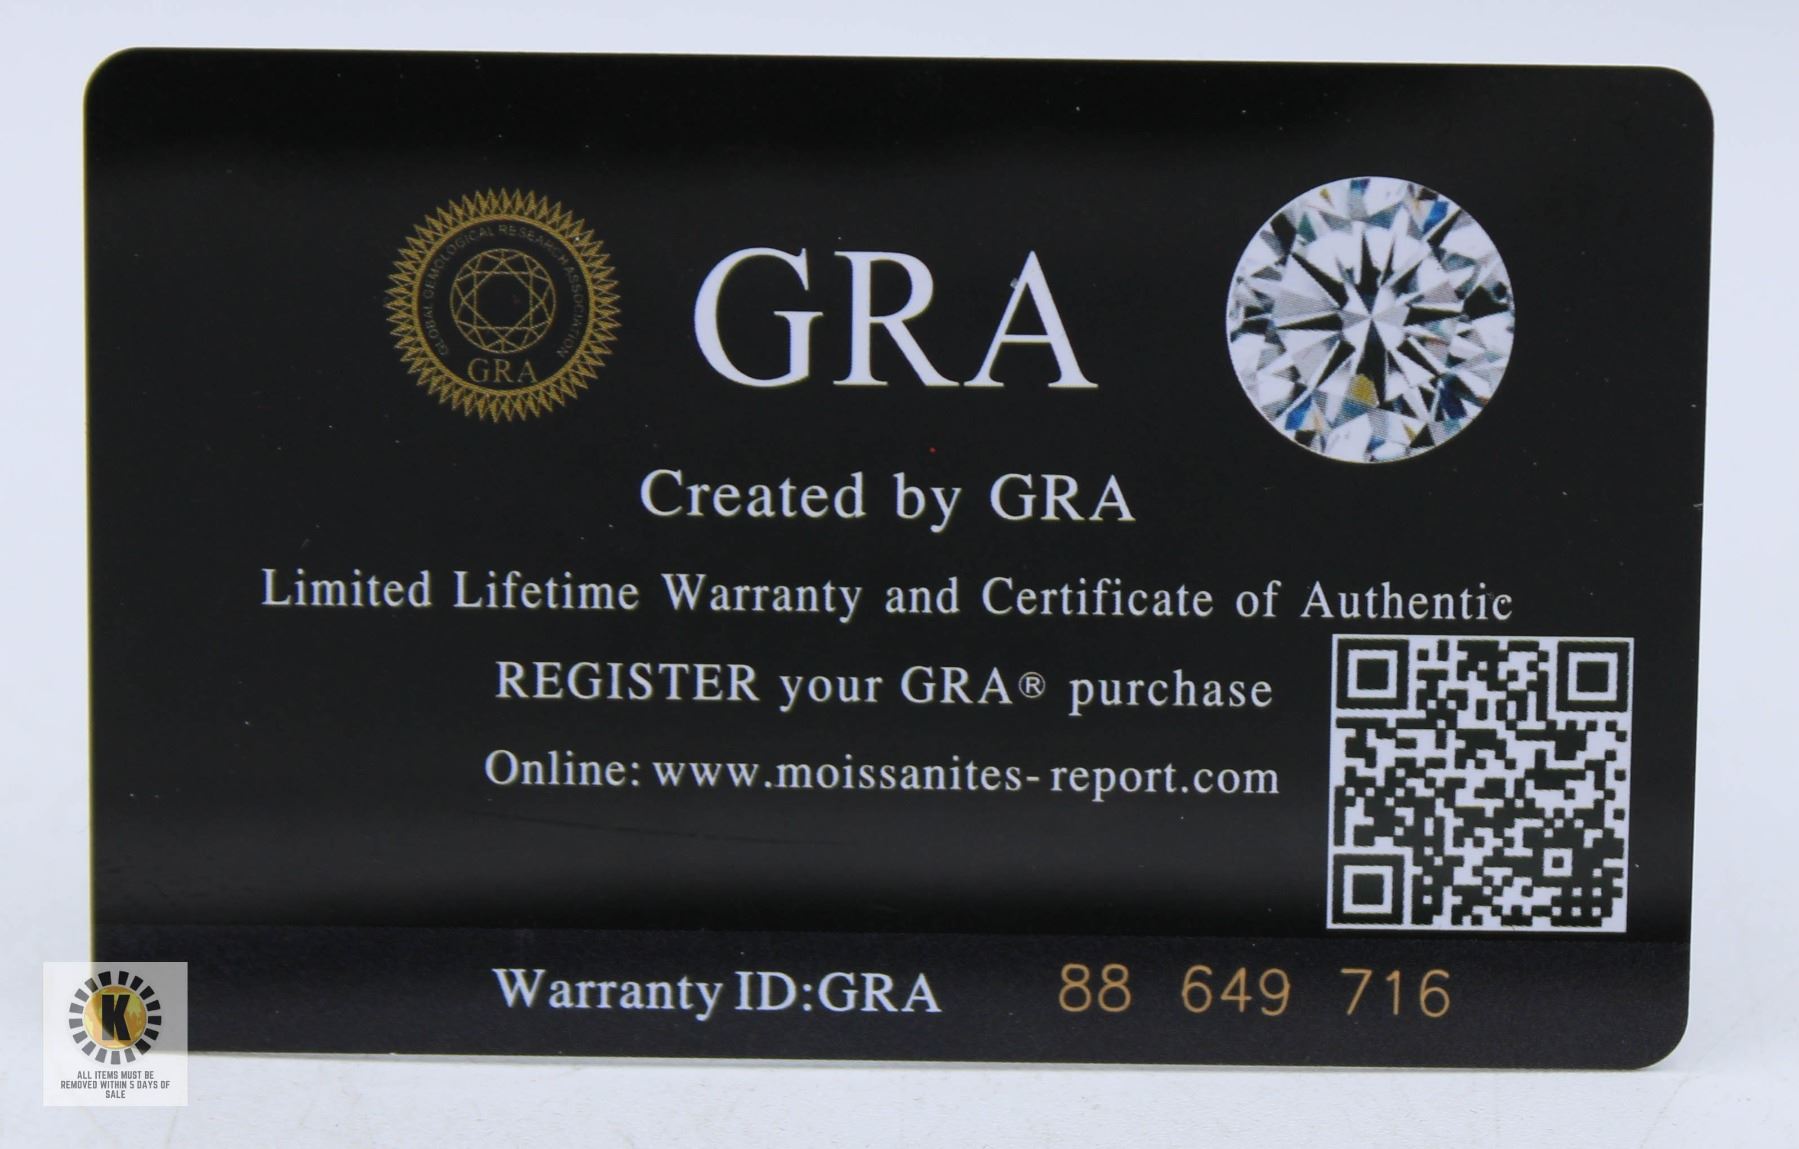 GLOBAL GEMOLOGICAL RESEARCH ASSOCIATION
GRA
GRA
Created by GRA
Limited Lifetime Warranty and Certificate of Authentic
REGISTER your GRA® purchase
Online: www.moissanites-report.com
Warranty ID:GRA 88 649 716
K
ALL ITEMS MUST BE
REMOVED WITHIN 5 DAYS OF
SALE